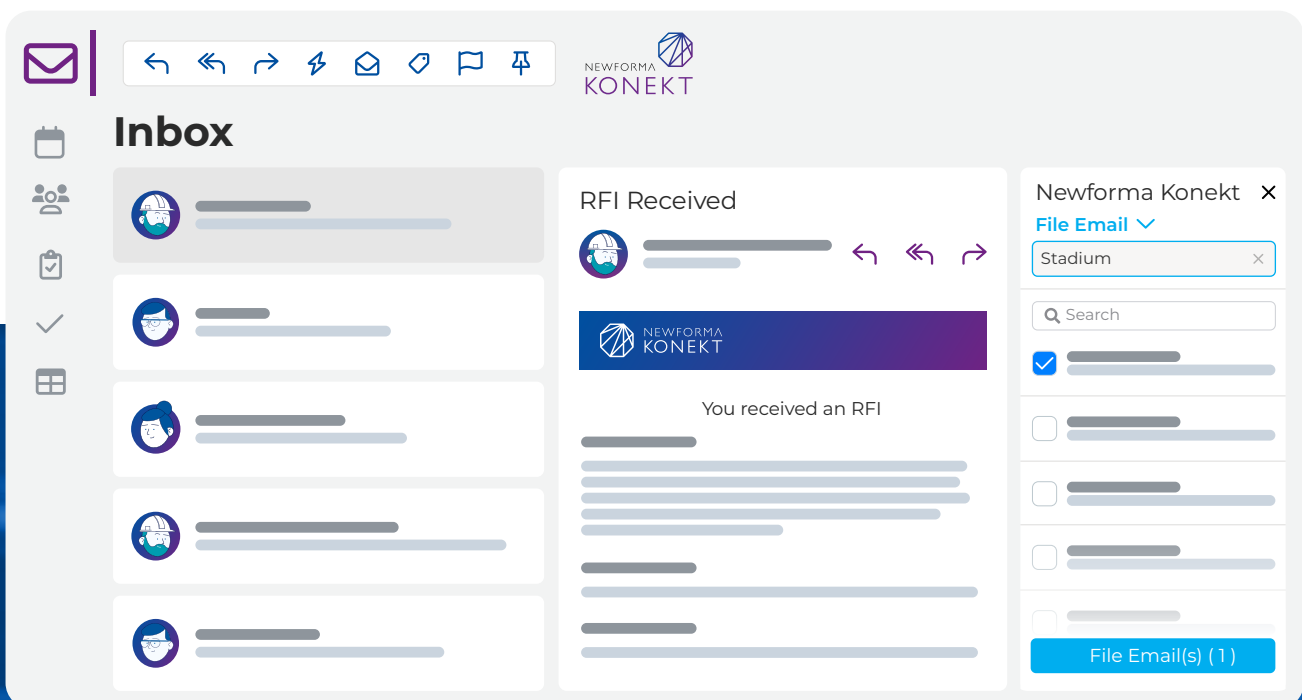 NEWFORMA
KONEKT
Inbox
RFI Received
NEWFORMA
KONEKT
You received an RFI
Newforma Konekt
File Email
Stadium
Search
File Email(s) ( 1 )